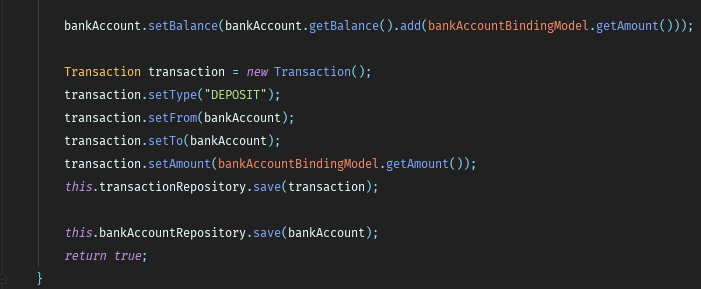 bankAccount.setBalance(bankAccount.getBalance().add(bankAccountBindingModel.getAmount()));
Transaction transaction = new Transaction();
transaction.setType("DEPOSIT");
transaction.setFrom(bankAccount);
transaction.setTo(bankAccount);
transaction.setAmount(bankAccountBindingModel.getAmount());
this.transactionRepository.save(transaction);
this.bankAccountRepository.save(bankAccount);
return true;
}